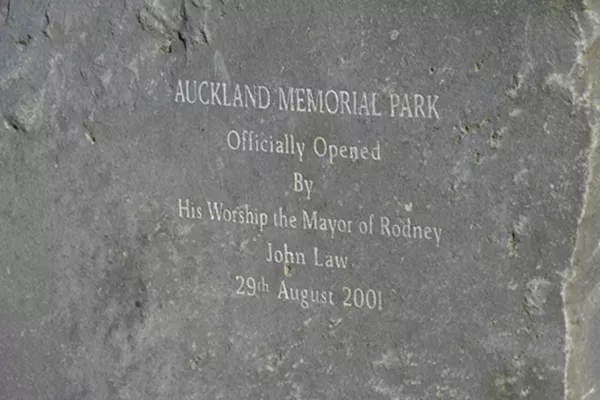 AUCKLAND MEMORIAL PARK
Officially Opened
By
His Worship the Mayor of Rodney
John Law
29th August 2001